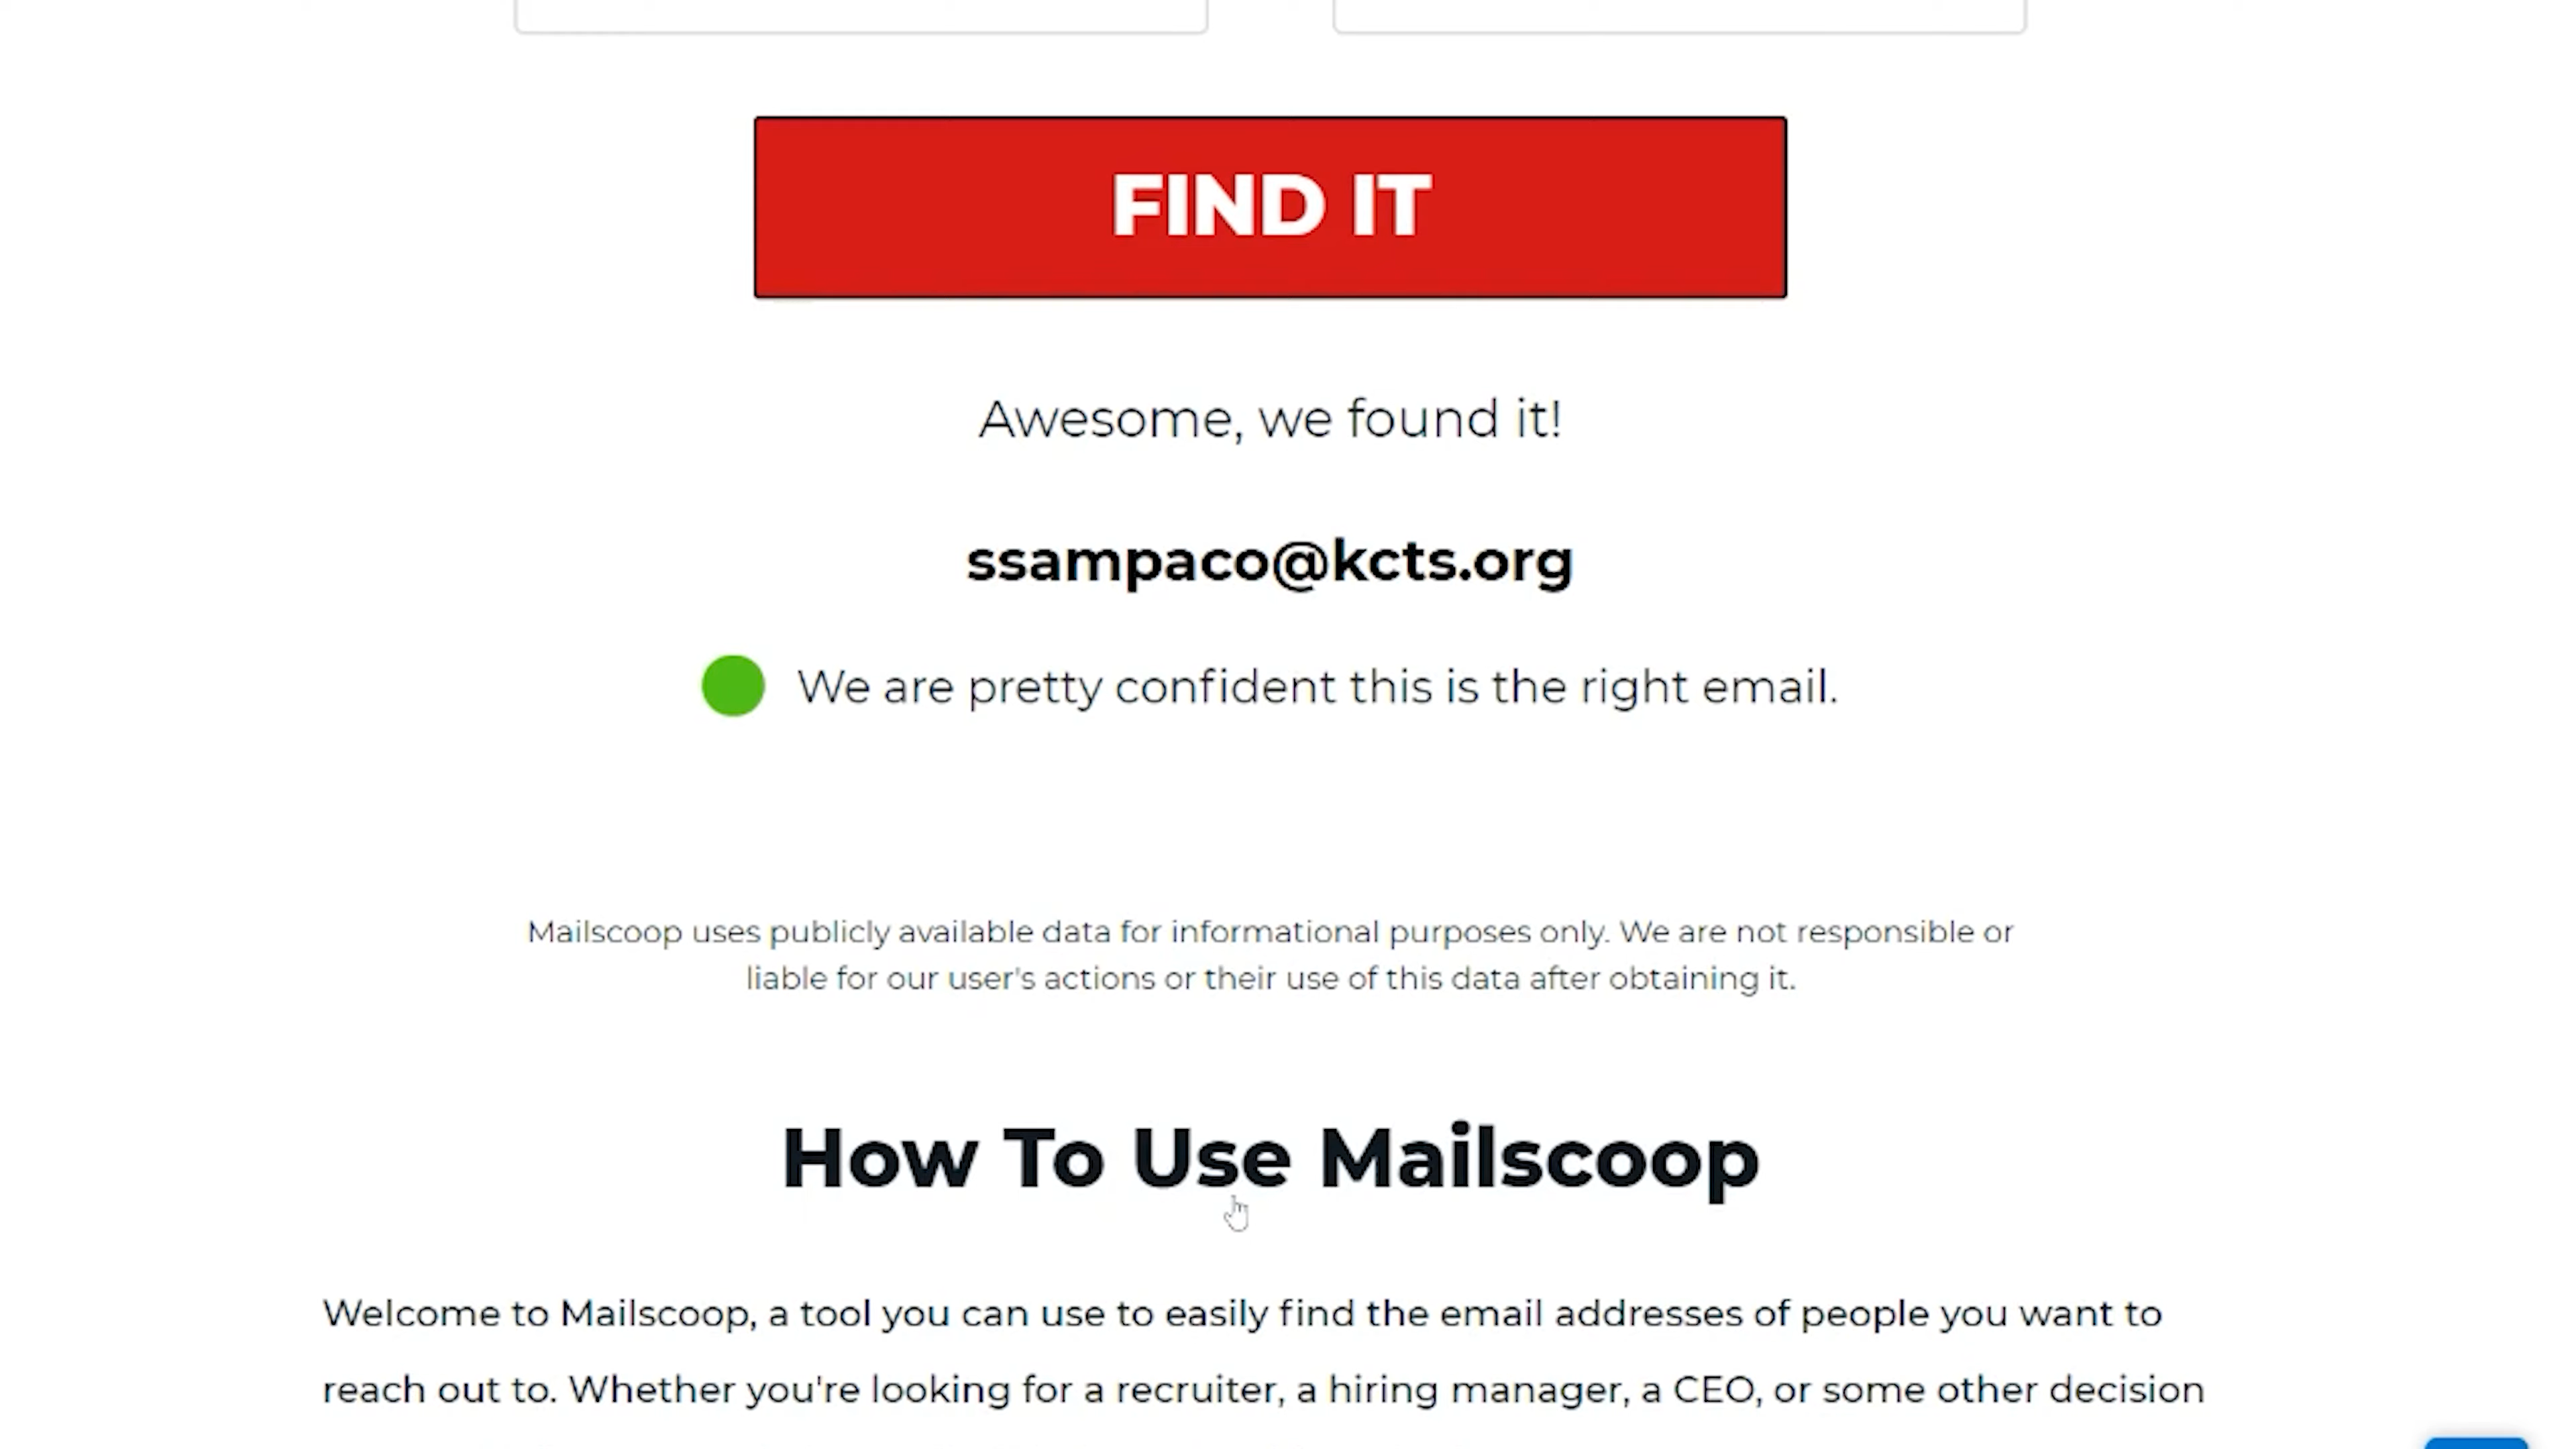 FIND IT
Awesome, we found it!
ssampaco@kcts.org
We are pretty confident this is the right email.
Mailscoop uses publicly available data for informational purposes only. We are not responsible or
liable for our user's actions or their use of this data after obtaining it.
How To Use Mailscoop
Welcome to Mailscoop, a tool you can use to easily find the email addresses of people you want to
reach out to. Whether you're looking for a recruiter, a hiring manager, a CEO, or some other decision